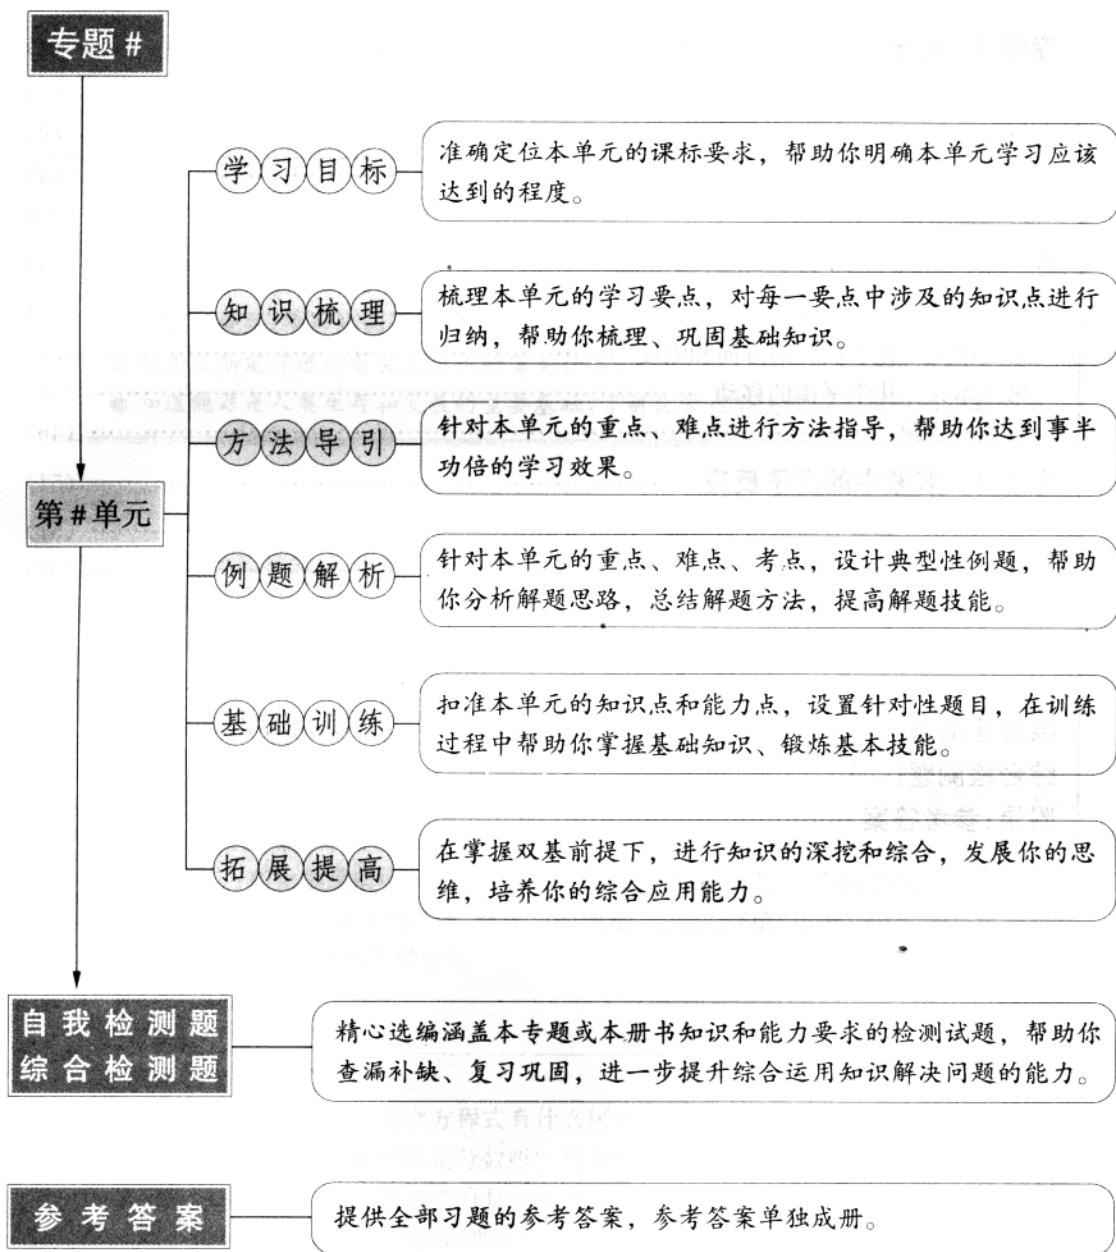 专题#
学习目标
准确定位本单元的课标要求，帮助你明确本单元学习应该
达到的程度。
知识梳理
梳理本单元的学习要点，对每一要点中涉及的知识点进行
归纳，帮助你梳理、巩固基础知识。
方法导引
针对本单元的重点、难点进行方法指导，帮助你达到事半
功倍的学习效果。
第#单元
例题解析
针对本单元的重点、难点、考点，设计典型性例题，帮助
你分析解题思路，总结解题方法，提高解题技能。
基础训练
扣准本单元的知识点和能力点，设置针对性题目，在训练
过程中帮助你掌握基础知识、锻炼基本技能。
拓展提高
在掌握双基前提下，进行知识的深挖和综合，发展你的思
维，培养你的综合应用能力。
自我检测题
综合检测题
精心选编涵盖本专题或本册书知识和能力要求的检测试题，帮助你
查漏补缺、复习巩固，进一步提升综合运用知识解决问题的能力。
参考答案
提供全部习题的参考答案，参考答案单独成册。